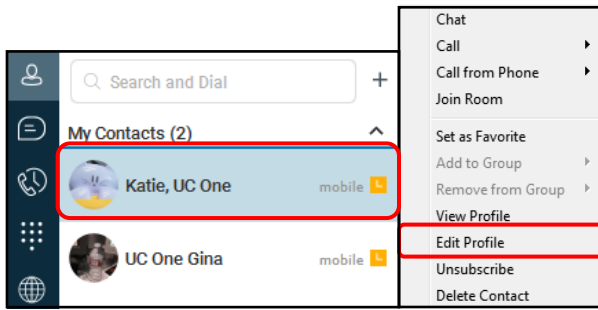 Search and Dial
My Contacts (2)
Katie, UC One mobile
UC One Gina mobile
Chat
Call
Call from Phone
Join Room
Set as Favorite
Add to Group
Remove from Group
View Profile
Edit Profile
Unsubscribe
Delete Contact